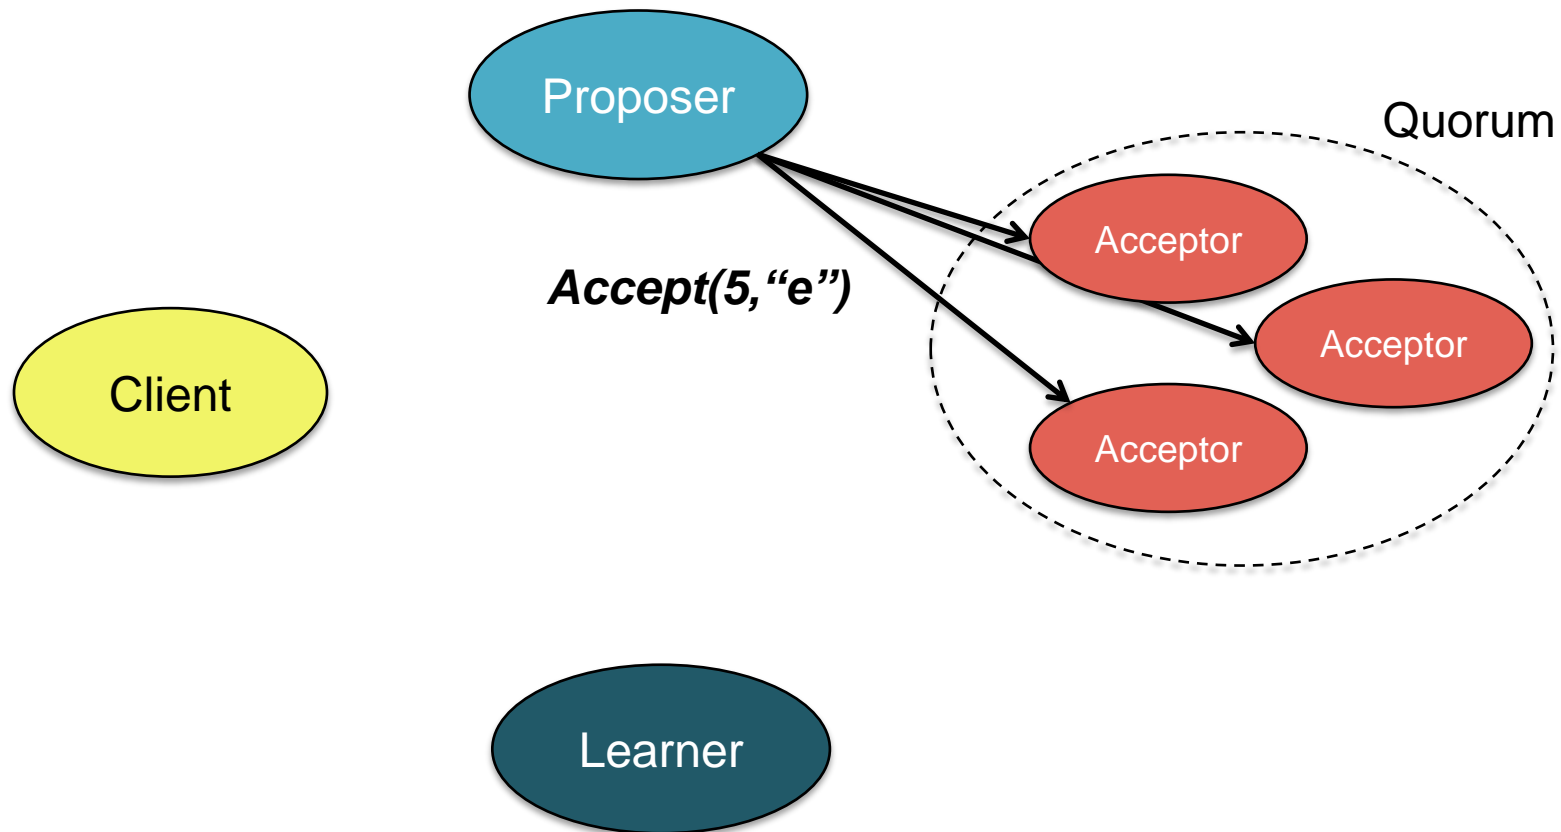 Proposer
Quorum
Acceptor
Accept(5,“e”)
Acceptor
Client
Acceptor
Learner